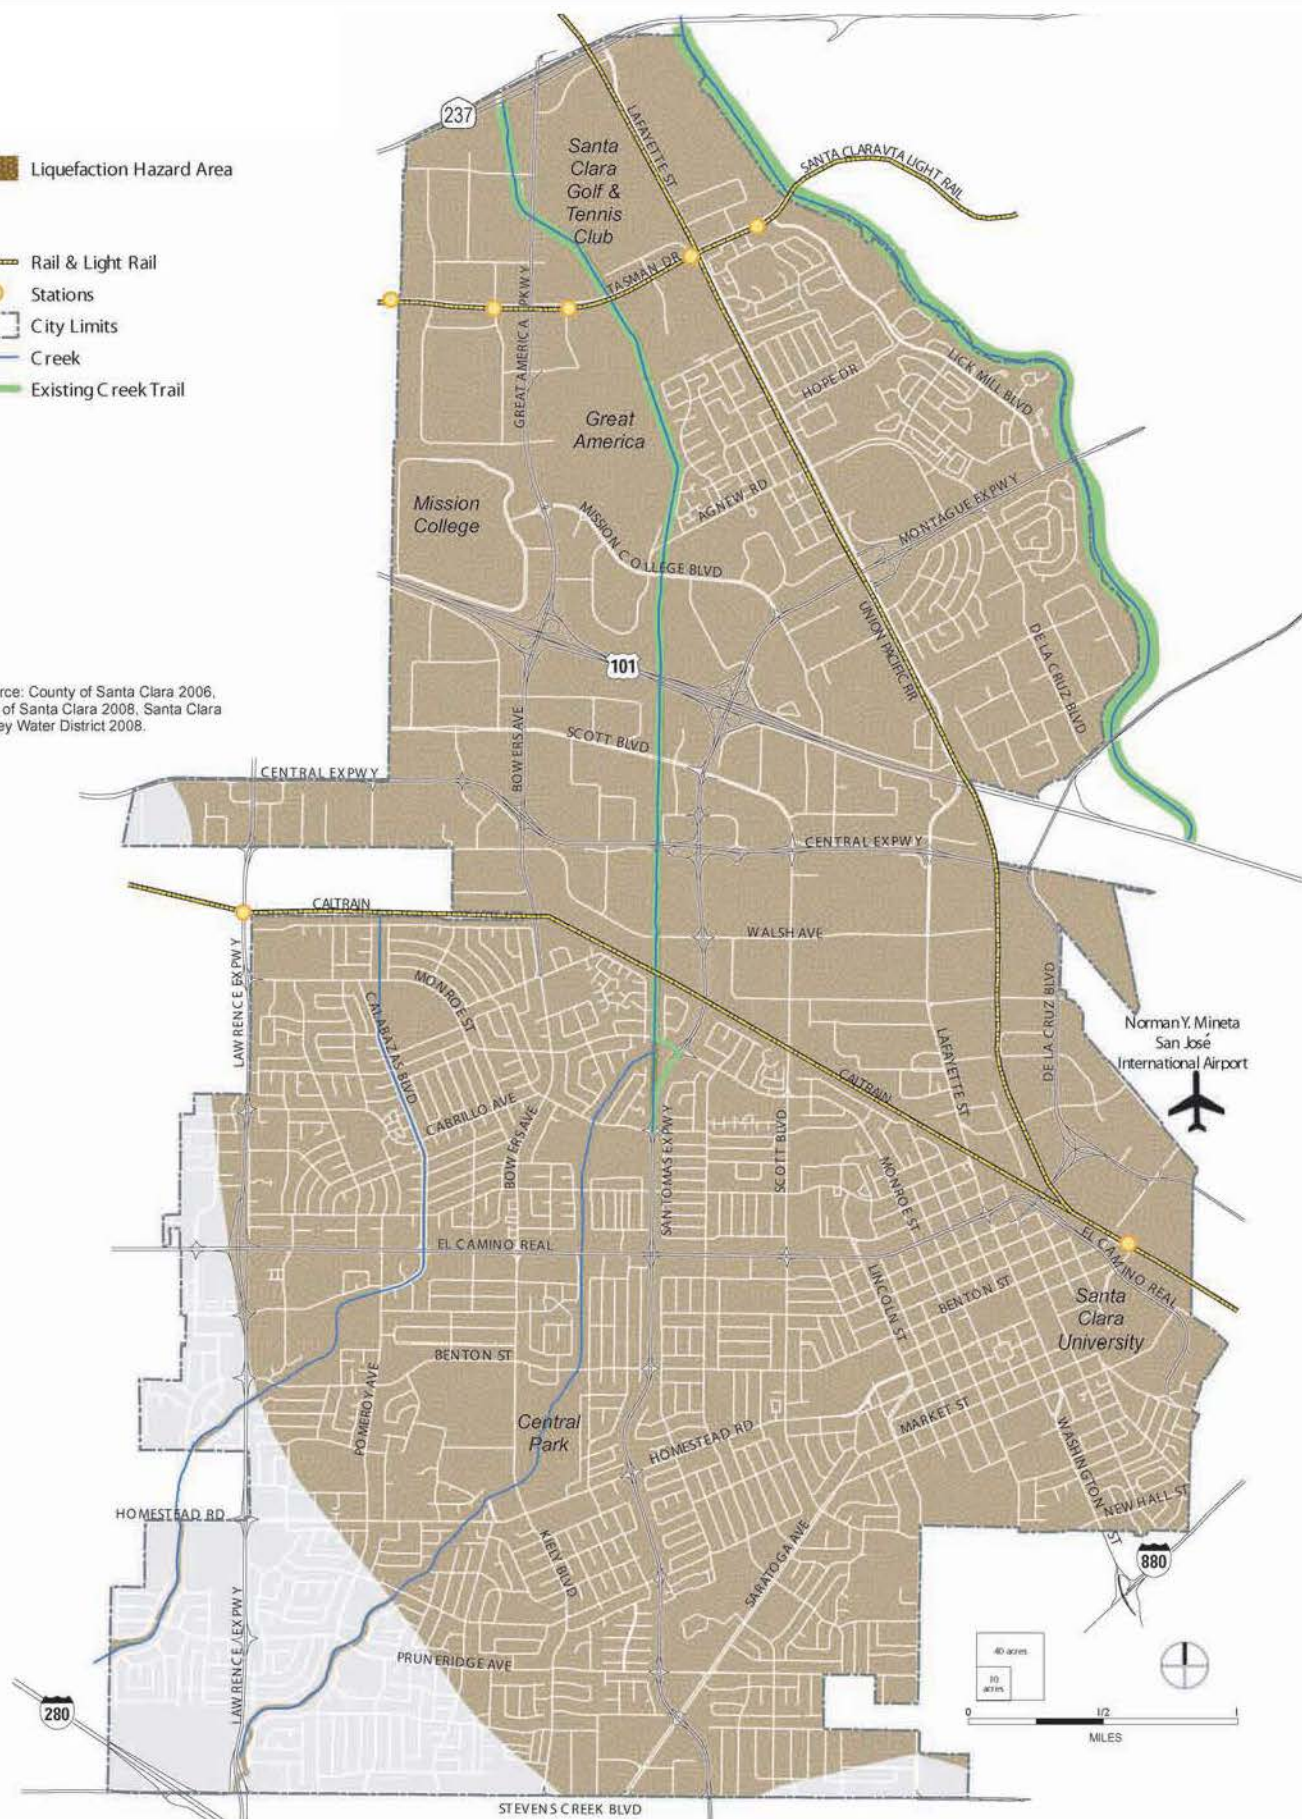 237
Santa
Clara
Golf &
Tennis
Club
LAFAYETTE ST
SANTA CLARA VTA LIGHT RAIL
Liquefaction Hazard Area
Rail & Light Rail
Stations
City Limits
Creek
Existing Creek Trail
TASMAN DR
GREAT AMERICA PKWY
HOPE DR
LICK MILL BLVD
Great
America
Mission
College
AGNEW RD
MONTAGUE EXPWY
MISSION COLLEGE BLVD
UNION PACIFIC RR
DE LA CRUZ BLVD
101
rce: County of Santa Clara 2006,
of Santa Clara 2008, Santa Clara
ey Water District 2008.
BOWERS AVE
SCOTT BLVD
CENTRAL EXPWY
CENTRAL EXPWY
CALTRAIN
WALSH AVE
LAWRENCE EXPWY
MONROE ST
CALABAZAS BLVD
DE LA CRUZ BLVD
Norman Y. Mineta
San José
International Airport
LAFAYETTE ST
CALTRAIN
CABRILLO AVE
BOWERS AVE
SAN TOMAS EXPWY
SCOTT BLVD
MONROE ST
EL CAMINO REAL
EL CAMINO REAL
LINCOLN ST
BENTON ST
Santa
Clara
University
BENTON ST
POMEROY AVE
Central
Park
HOMESTEAD RD
MARKET ST
WASHINGTON ST
NEWHALL ST
HOMESTEAD RD
KIELY BLVD
SARATOGA AVE
880
LAWRENCE EXPWY
PRUNERIDGE AVE
40 acres
10
acres
280
0 1/2 1
MILES
STEVENS CREEK BLVD